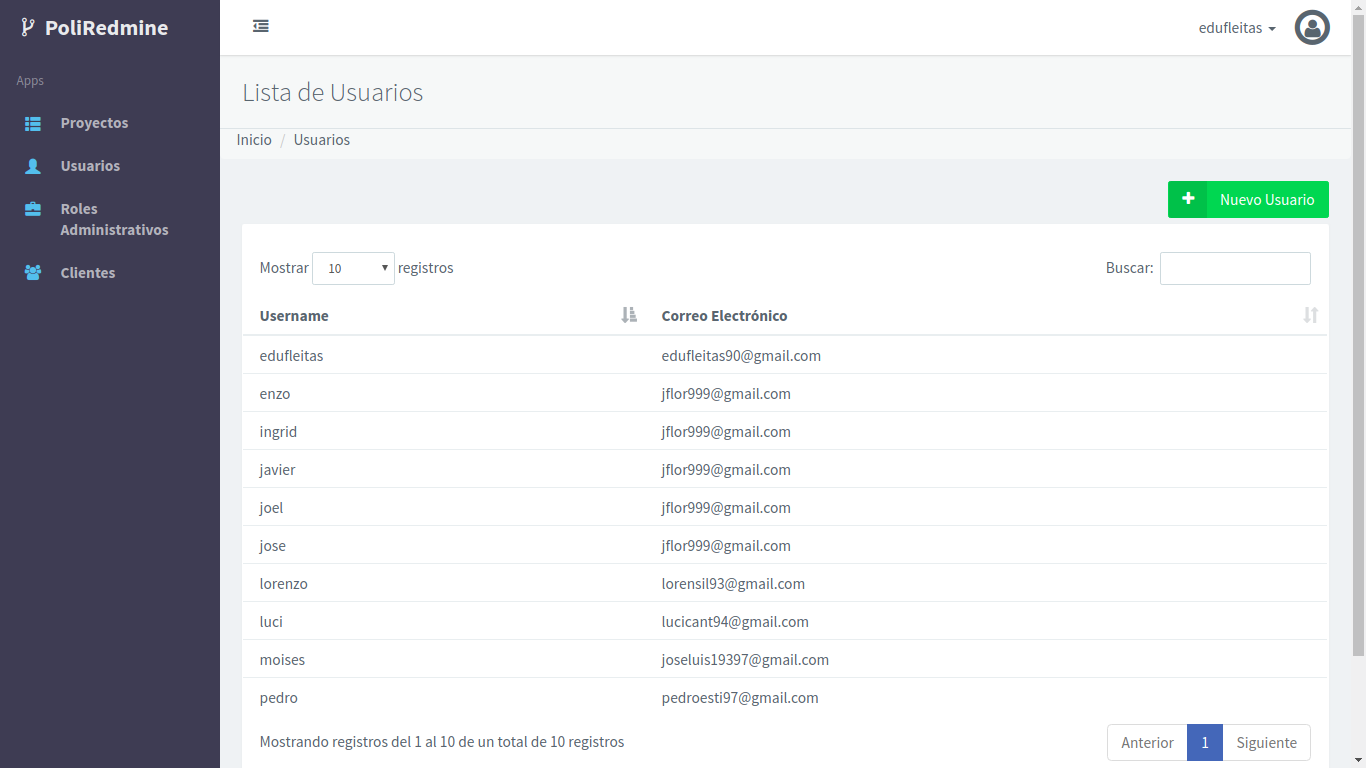 PoliRedmine
edufleitas
Apps
Proyectos
Usuarios
Roles
Administrativos
Clientes
Lista de Usuarios
Inicio / Usuarios
Nuevo Usuario
Mostrar 10 registros
Buscar:
Username Correo Electrónico
edufleitas edufleitas90@gmail.com
enzo jflor999@gmail.com
ingrid jflor999@gmail.com
javier jflor999@gmail.com
joel jflor999@gmail.com
jose jflor999@gmail.com
lorenzo lorensil93@gmail.com
luci lucicant94@gmail.com
moises joseluis19397@gmail.com
pedro pedroesti97@gmail.com
Mostrando registros del 1 al 10 de un total de 10 registros
Anterior 1 Siguiente